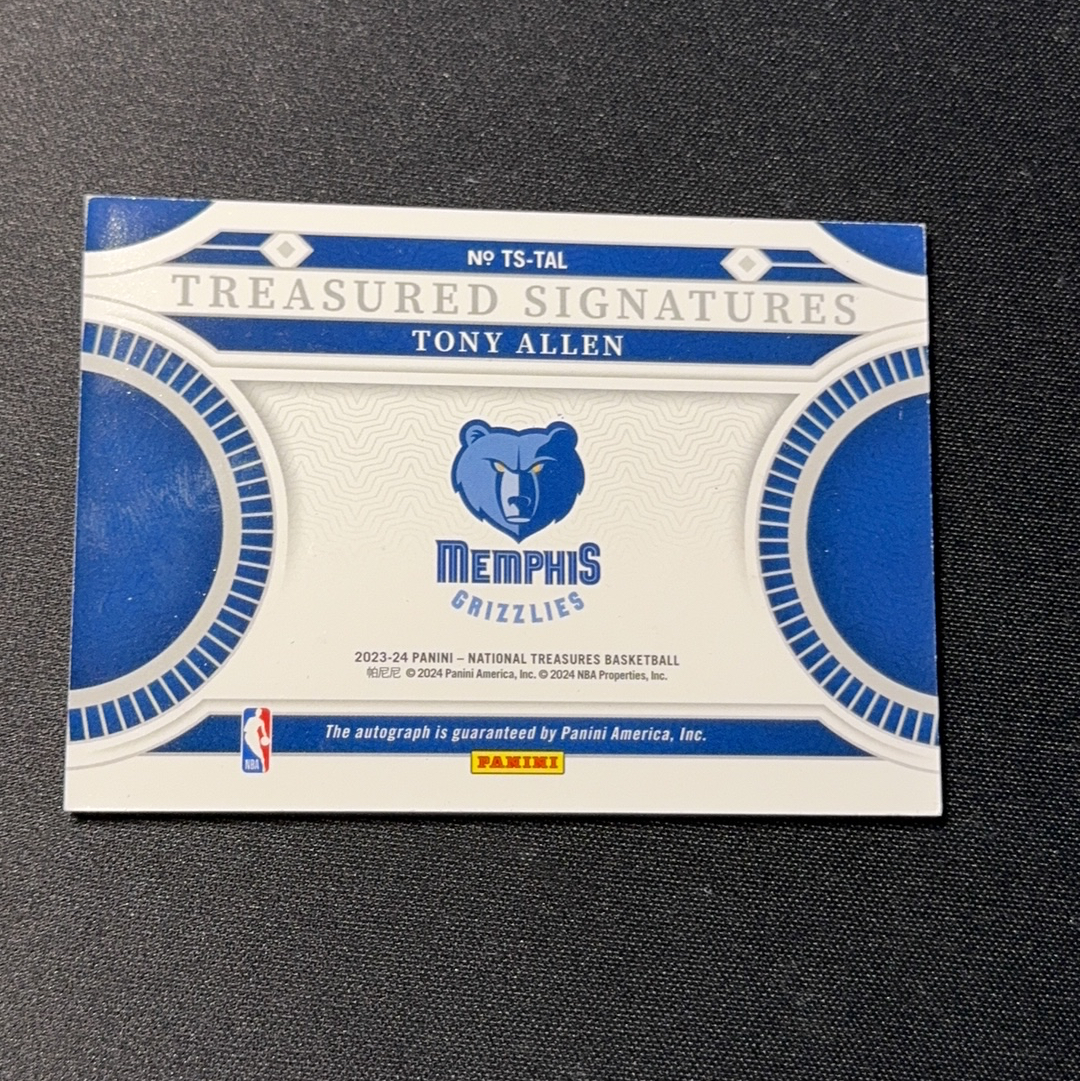 Nº TS-TAL
TREASURED SIGNATURES
TONY ALLEN
MEMPHIS
GRIZZLIES
2023-24 PANINI – NATIONAL TREASURES BASKETBALL
帕尼尼 © 2024 Panini America, Inc. © 2024 NBA Properties, Inc.
The autograph is guaranteed by Panini America, Inc.
NBA
PANINI